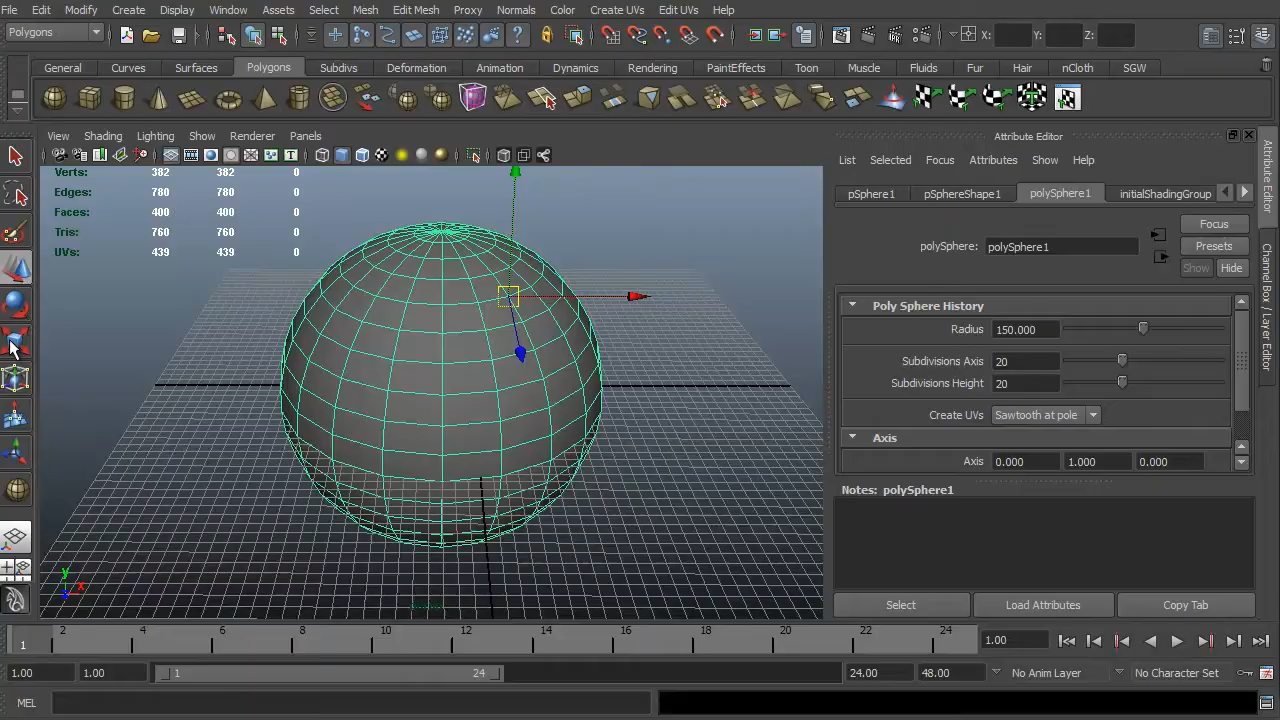 File Edit Modify Create Display Window Assets Select Mesh Edit Mesh Proxy Normals Color Create UVs Edit UVs Help
Polygons X: Y: Z:
General Curves Surfaces Polygons Subdivs Deformation Animation Dynamics Rendering PaintEffects Toon Muscle Fluids Fur Hair nCloth SGW
View Shading Lighting Show Renderer Panels
Verts: 382 382 0
Edges: 780 780 0
Faces: 400 400 0
Tris: 760 760 0
UVs: 439 439 0
y
x
Attribute Editor
List Selected Focus Attributes Show Help
pSphere1 pSphereShape1 polySphere1 initialShadingGroup
polySphere: polySphere1
Focus
Presets
Show Hide
Poly Sphere History
Radius 150.000
Subdivisions Axis 20
Subdivisions Height 20
Create UVs Sawtooth at pole
Axis
Axis 0.000 1.000 0.000
Notes: polySphere1
Select Load Attributes Copy Tab
Attribute Editor
Channel Box / Layer Editor
1 2 4 6 8 10 12 14 16 18 20 22 24 1.00
1.00 1.00 1 24 24.00 48.00 No Anim Layer No Character Set
MEL